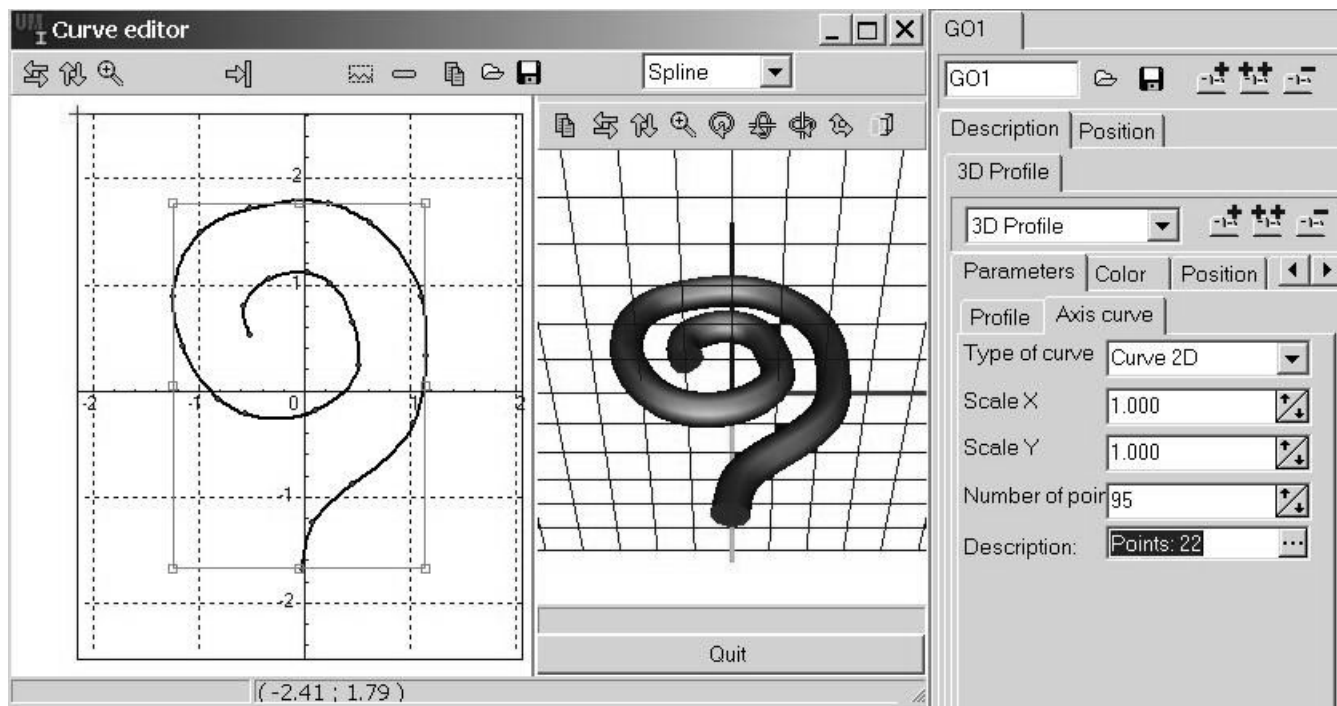 UM I Curve editor
Spline
2
1
-2
-1
0
2
-1
-2
Quit
(-2.41 ; 1.79 )
GO1
GO1
Description Position
3D Profile
3D Profile
Parameters Color Position
Profile Axis curve
Type of curve Curve 2D
Scale X 1.000
Scale Y 1.000
Number of poir 95
Description: Points: 22 ...